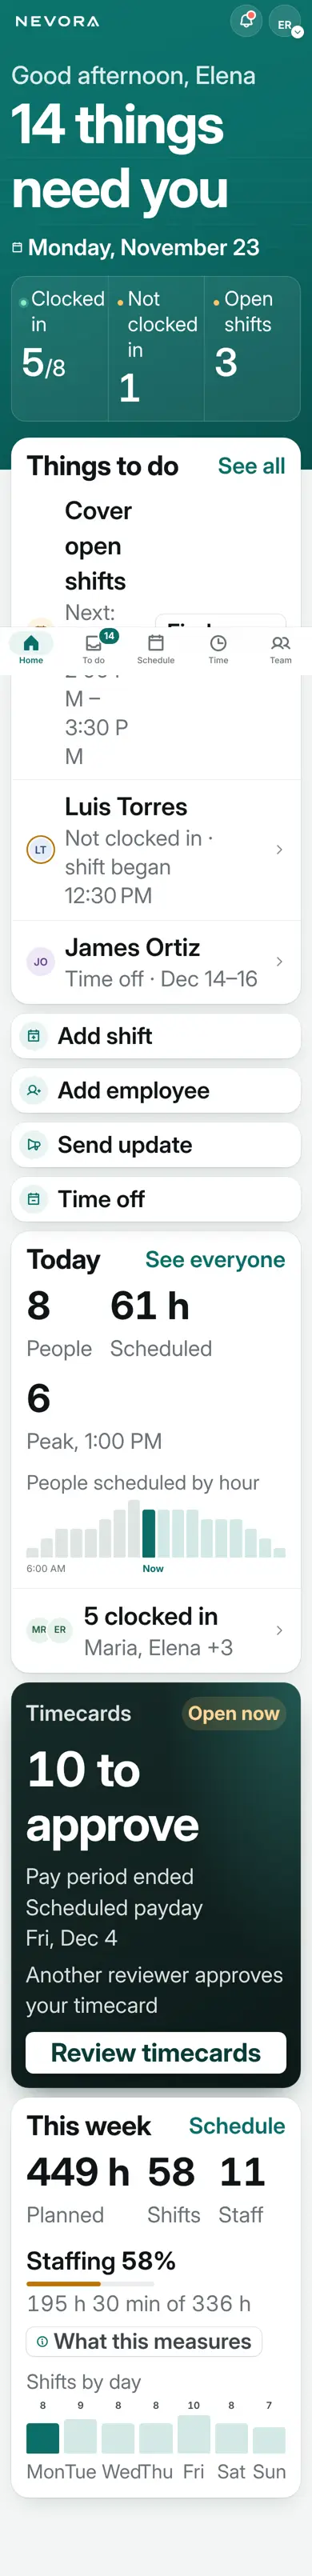 NEVORA
ER
Good afternoon, Elena
14 things
need you
Monday, November 23
Clocked
in
5/8
Not
clocked
in
1
Open
shifts
3
Things to do
See all
Cover
open
shifts
Next:
Home
14
To do
Schedule
Time
Team
M –
3:30 P
M
LT
Luis Torres
Not clocked in ·
shift began
12:30 PM
JO
James Ortiz
Time off · Dec 14–16
Add shift
Add employee
Send update
Time off
Today
See everyone
8
People
61 h
Scheduled
6
Peak, 1:00 PM
People scheduled by hour
6:00 AM
Now
MR
ER
5 clocked in
Maria, Elena +3
Timecards
Open now
10 to
approve
Pay period ended
Scheduled payday
Fri, Dec 4
Another reviewer approves
your timecard
Review timecards
This week
Schedule
449 h
Planned
58
Shifts
11
Staff
Staffing 58%
195 h 30 min of 336 h
What this measures
Shifts by day
8 9 8 8 10 8 7
Mon Tue Wed Thu Fri Sat Sun